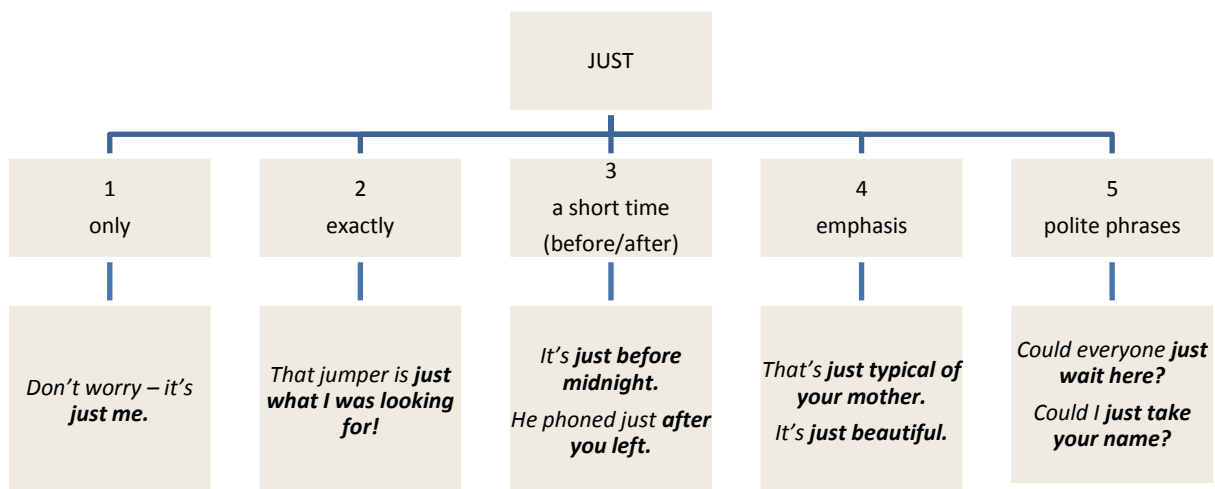 JUST
1
only
2
exactly
3
a short time
(before/after)
4
emphasis
5
polite phrases
Don’t worry – it’s
just me.
That jumper is just
what I was looking
for!
It’s just before
midnight.
He phoned just after
you left.
That’s just typical of
your mother.
It’s just beautiful.
Could everyone just
wait here?
Could I just take
your name?